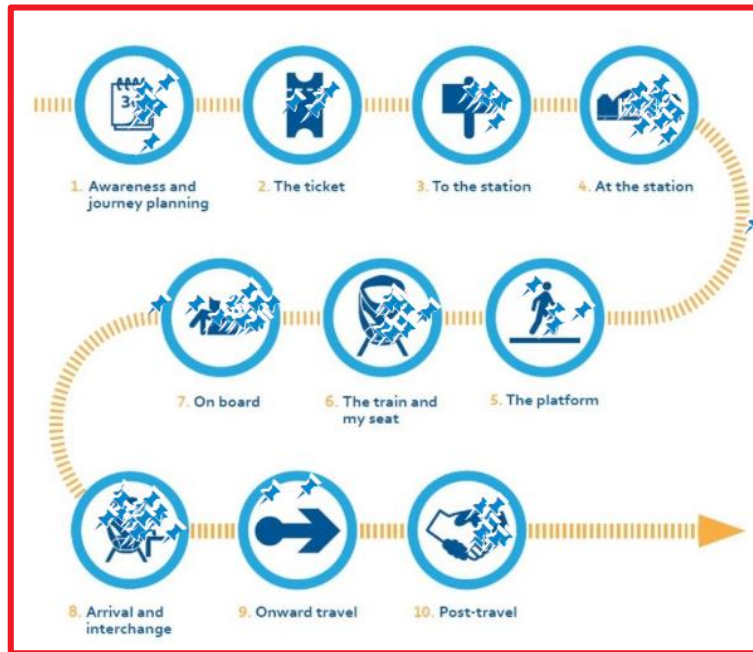 1. Awareness and
journey planning
2. The ticket
3. To the station
4. At the station
7. On board
6. The train and
my seat
5. The platform
8. Arrival and
interchange
9. Onward travel
10. Post-travel